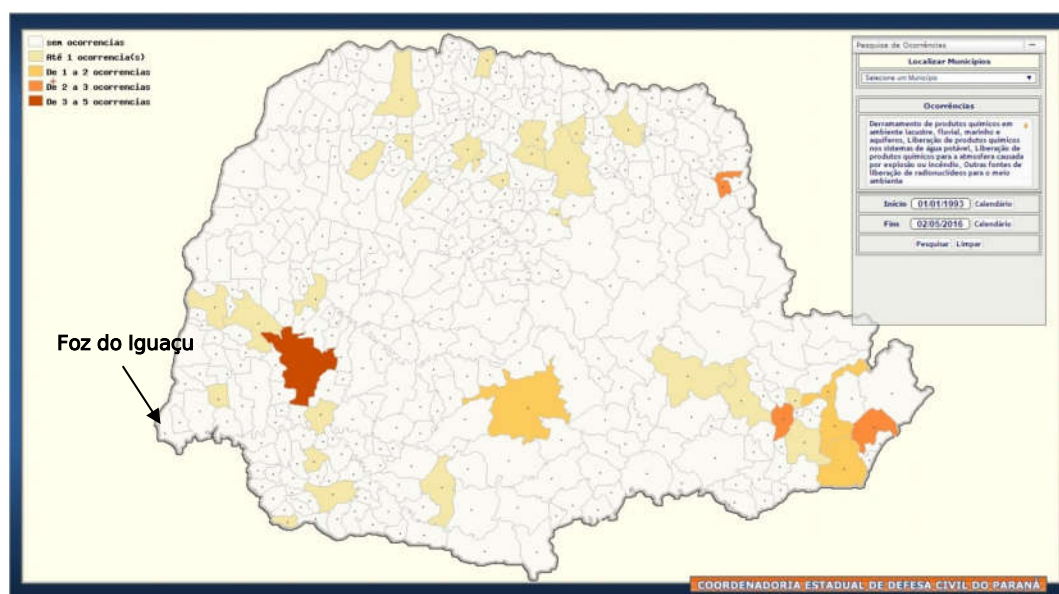 sem ocorrencias
Até 1 ocorrencia(s)
De 1 a 2 ocorrencias
De 2 a 3 ocorrencias
De 3 a 5 ocorrencias
Foz do Iguaçu
Pesquisa de Ocorrências
Localizar Municípios
Selecione um Município
Ocorrências
Derramamento de produtos químicos em
ambiente lacustre, fluvial, marinho e
aquíferos, Liberação de produtos químicos
nos sistemas de água potável, Liberação de
produtos químicos para a atmosfera causada
por explosão ou incêndio, Outras fontes de
liberação de radionuclídeos para o meio
ambiente
Início 01/01/1993 Calendário
Fim 02/05/2016 Calendário
Pesquisar Limpar
COORDENADORIA ESTADUAL DE DEFESA CIVIL DO PARANÁ